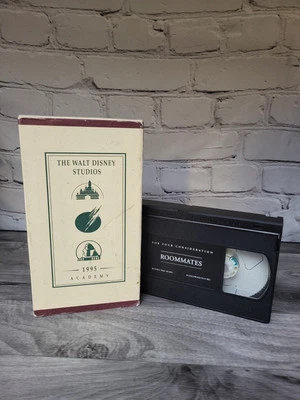 THE WALT DISNEY
STUDIOS
1995
ACADEMY
FOR YOUR CONSIDERATION
ROOMMATES